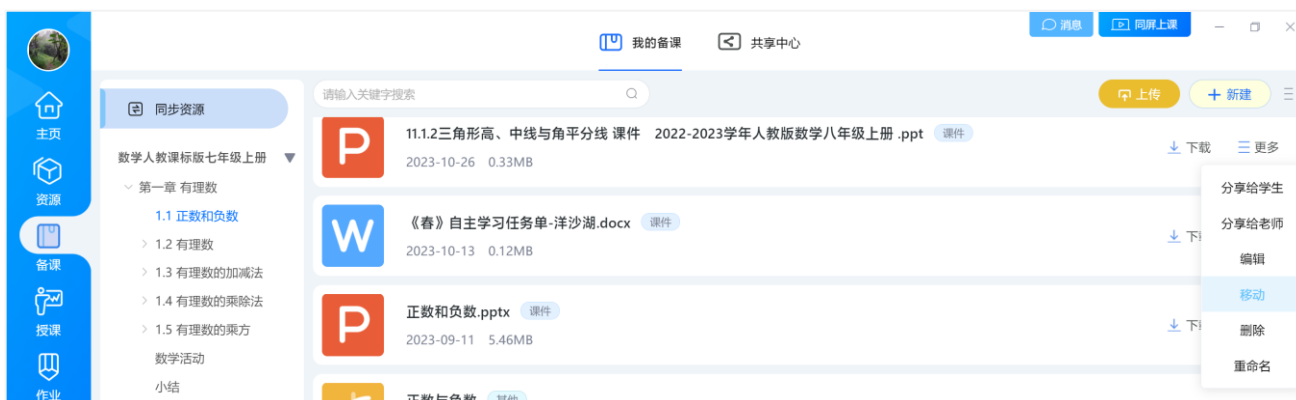 消息
同屏上课
我的备课
共享中心
主页
资源
备课
授课
作业
同步资源
数学人教课标版七年级上册
第一章 有理数
1.1 正数和负数
1.2 有理数
1.3 有理数的加减法
1.4 有理数的乘除法
1.5 有理数的乘方
数学活动
小结
请输入关键字搜索
上传
新建
P
11.1.2三角形高、中线与角平分线 课件 2022-2023学年人教版数学八年级上册 .ppt 课件
2023-10-26 0.33MB
下载
更多
W
《春》自主学习任务单-洋沙湖.docx 课件
2023-10-13 0.12MB
下
P
正数和负数.pptx 课件
2023-09-11 5.46MB
下
正数与负数 其他
分享给学生
分享给老师
编辑
移动
删除
重命名